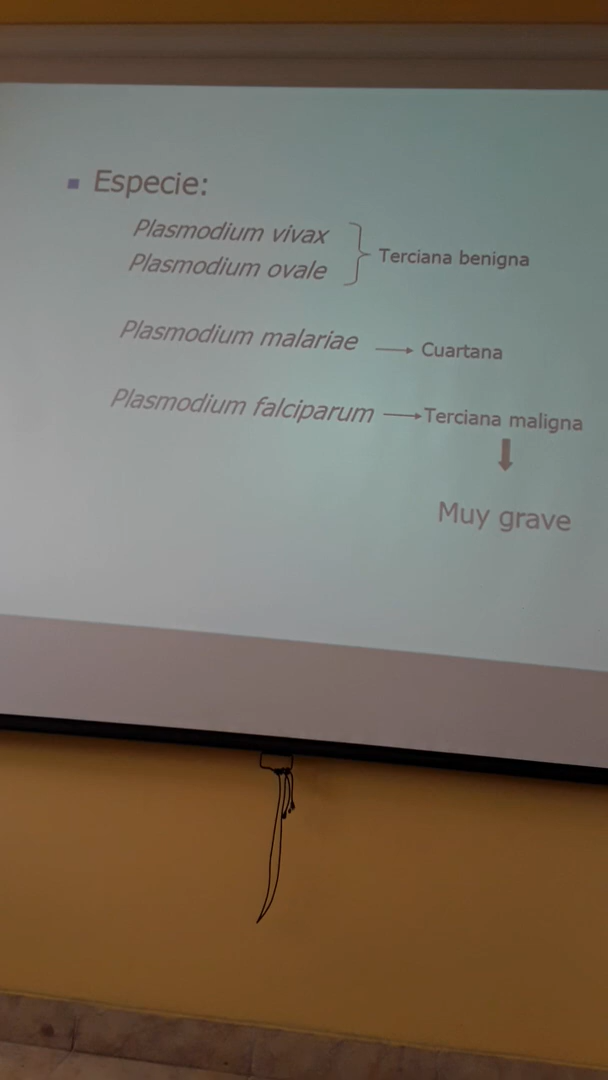 Especie:
Plasmodium vivax
Plasmodium ovale
Terciana benigna
Plasmodium malariae → Cuartana
Plasmodium falciparum → Terciana maligna
Muy grave